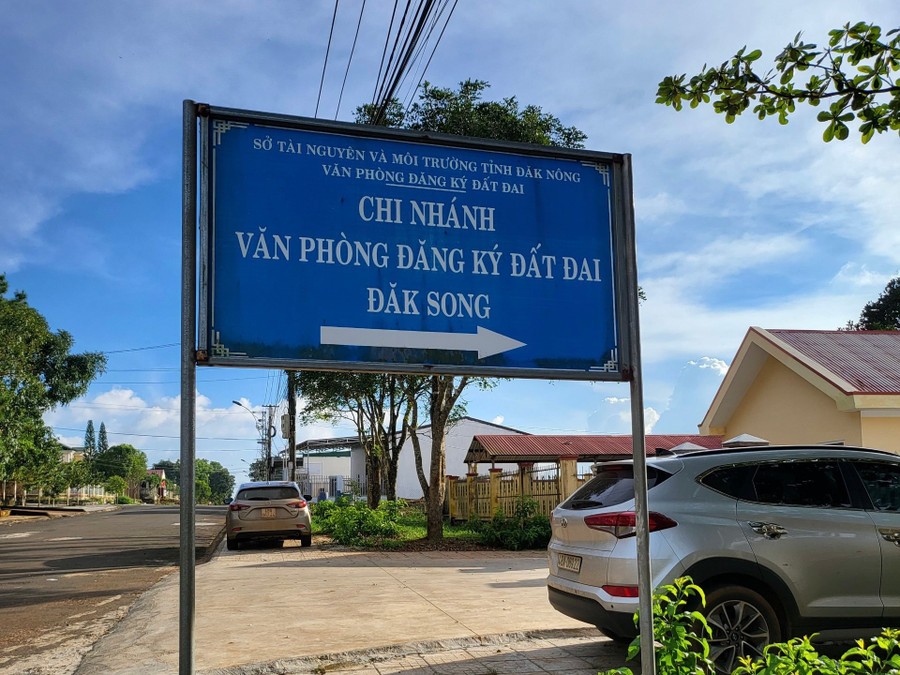 SỞ TÀI NGUYÊN VÀ MÔI TRƯỜNG TỈNH ĐĂK NÔNG
VĂN PHÒNG ĐĂNG KÝ ĐẤT ĐAI
CHI NHÁNH
VĂN PHÒNG ĐĂNG KÝ ĐẤT ĐAI
ĐĂK SONG